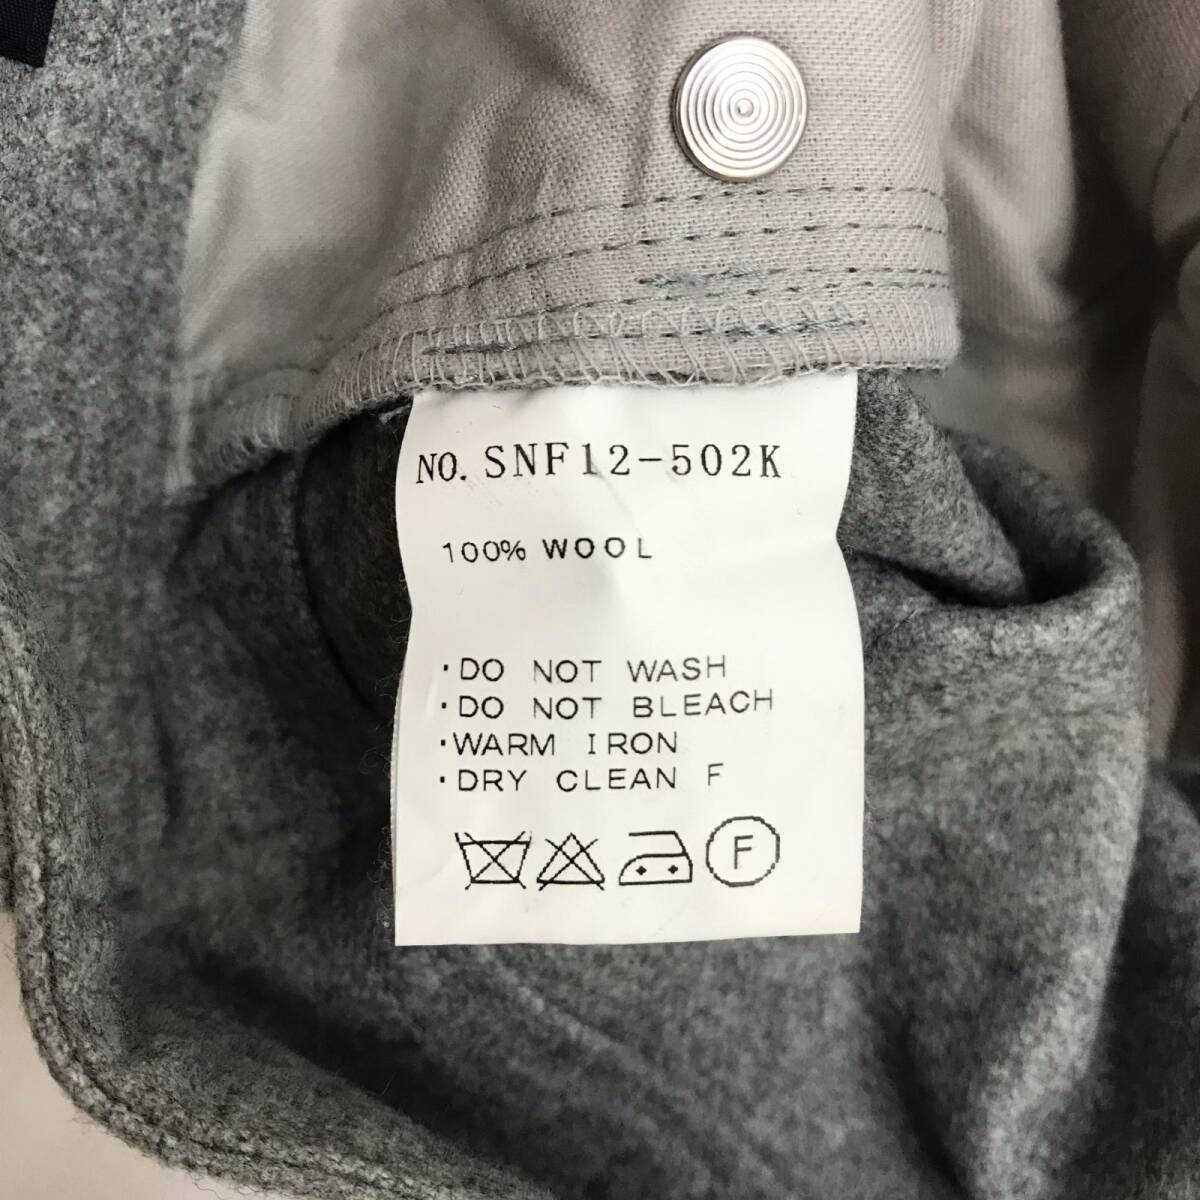 NO. SNF12-502K
100% WOOL
·DO NOT WASH
·DO NOT BLEACH
·WARM IRON
·DRY CLEAN F
F